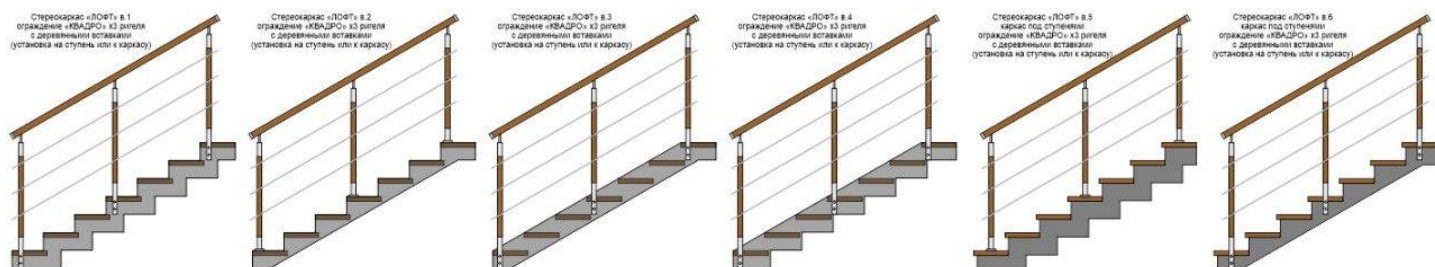 Стереокаркас «ЛОФТ» в.1
ограждение «КВАДРО» х3 ригеля
с деревянными вставками
(установка на ступень или к каркасу)
Стереокаркас «ЛОФТ» в.2
ограждение «КВАДРО» х3 ригеля
с деревянными вставками
(установка на ступень или к каркасу)
Стереокаркас «ЛОФТ» в.3
ограждение «КВАДРО» х3 ригеля
с деревянными вставками
(установка на ступень или к каркасу)
Стереокаркас «ЛОФТ» в.4
ограждение «КВАДРО» х3 ригеля
с деревянными вставками
(установка на ступень или к каркасу)
Стереокаркас «ЛОФТ» в.5
каркас под ступенями
ограждение «КВАДРО» х3 ригеля
с деревянными вставками
(установка на ступень или к каркасу)
Стереокаркас «ЛОФТ» в.6
каркас под ступенями
ограждение «КВАДРО» х3 ригеля
с деревянными вставками
(установка на ступень или к каркасу)